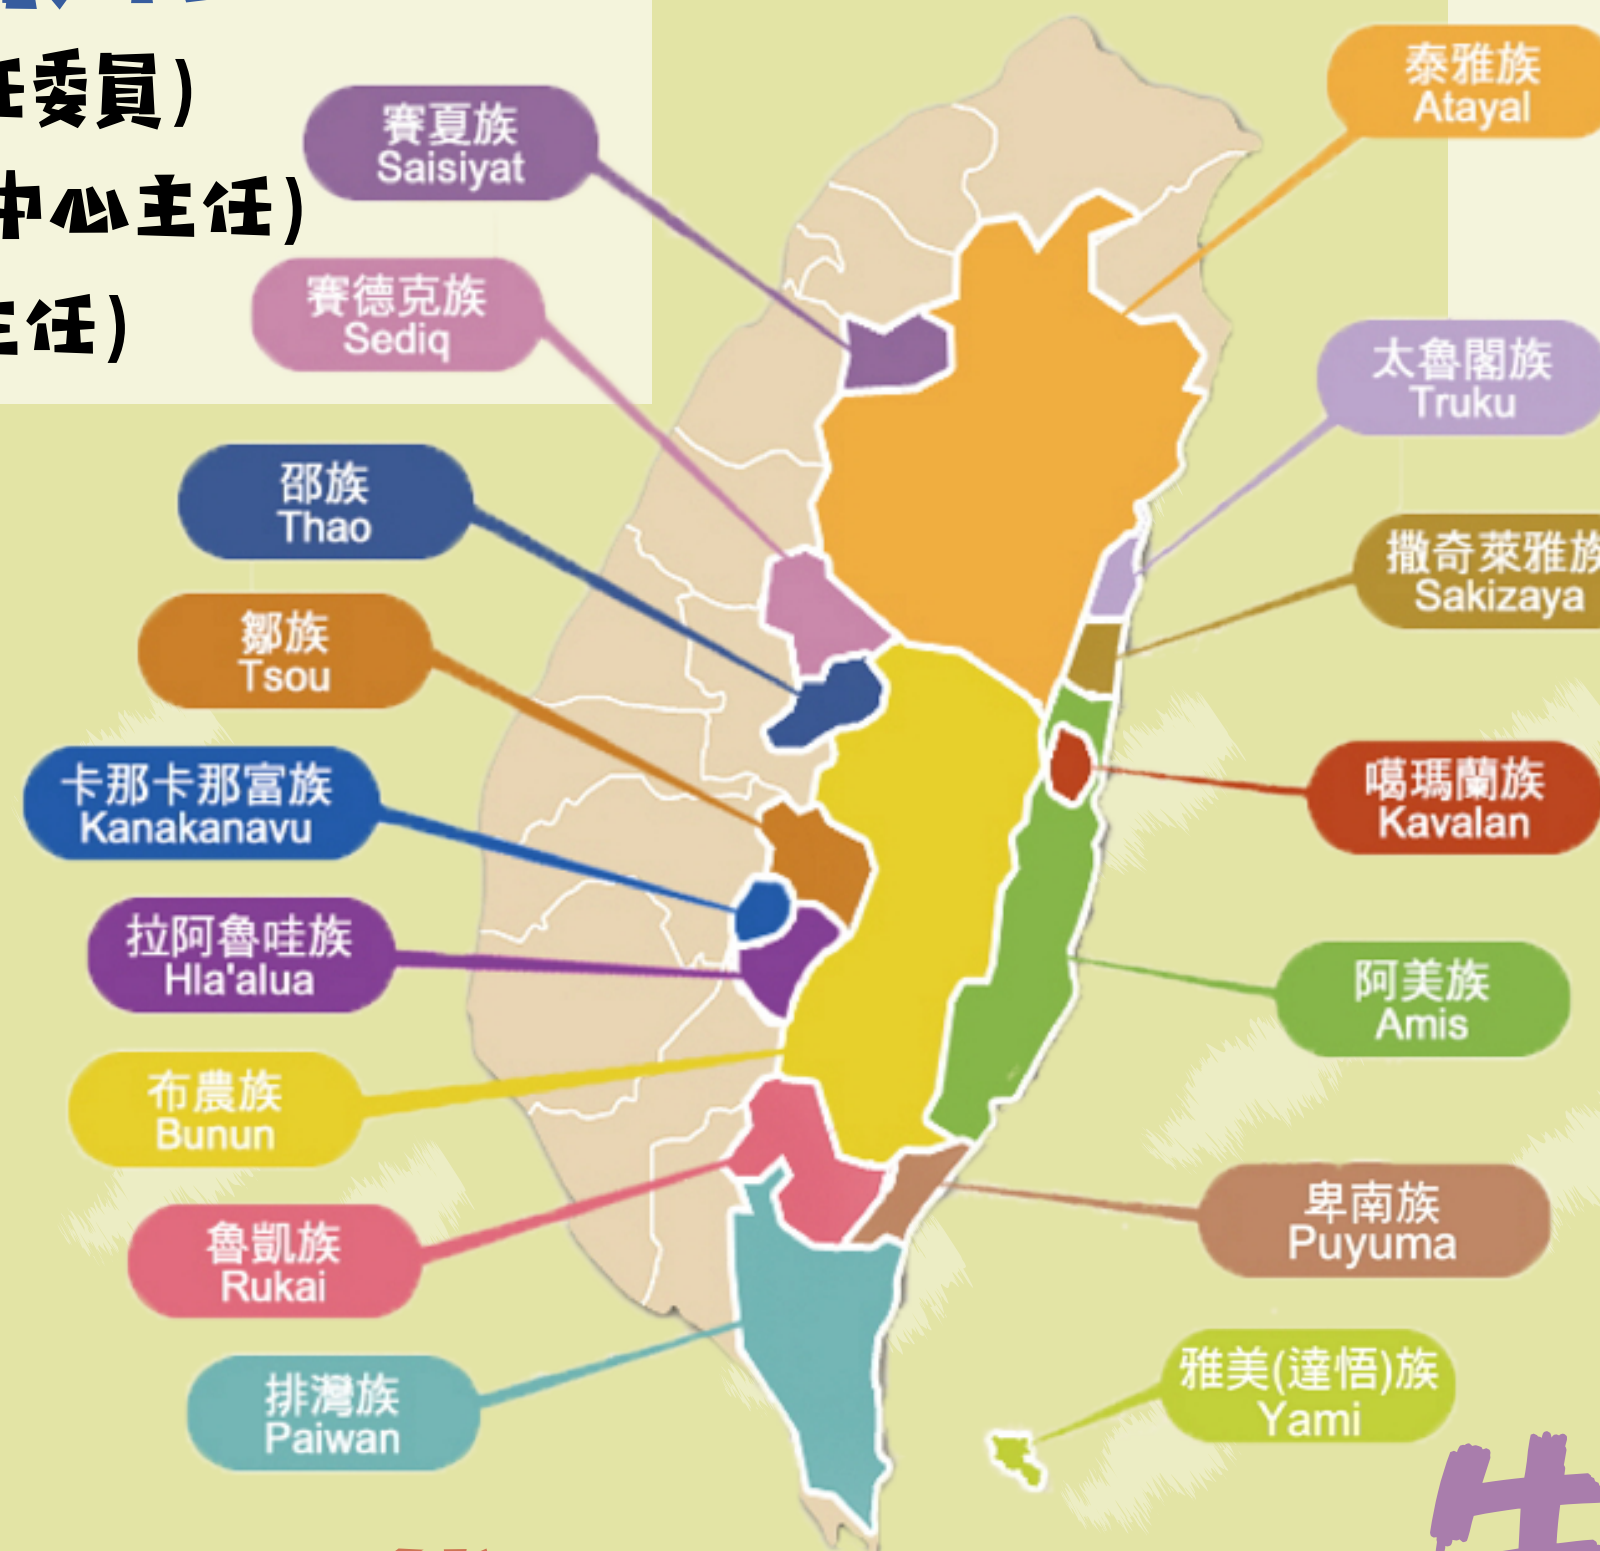 任委員)
中心主任)
主任)
賽夏族
Saisiyat
賽德克族
Sediq
邵族
Thao
鄒族
Tsou
卡那卡那富族
Kanakanavu
拉阿魯哇族
Hla'alua
布農族
Bunun
魯凱族
Rukai
排灣族
Paiwan
泰雅族
Atayal
太魯閣族
Truku
撒奇萊雅族
Sakizaya
噶瑪蘭族
Kavalan
阿美族
Amis
卑南族
Puyuma
雅美(達悟)族
Yami